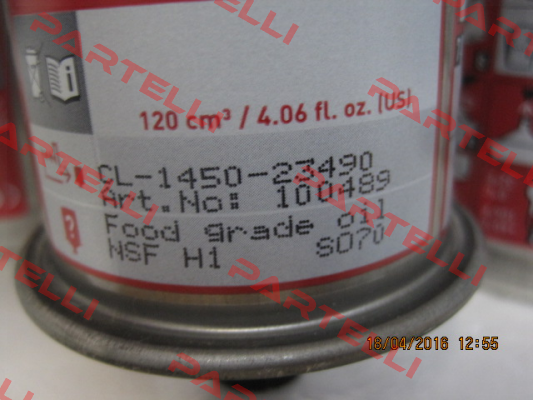 120 cm³ / 4.06 fl. oz. (US)
CL-1450-23490
Art.No: 100489
Food grade oil
NSF H1 SO70
18/04/2016 12:55
PARTELLI
PARTELLI
PARTELLI
PARTELLI
PARTELLI
PARTELLI